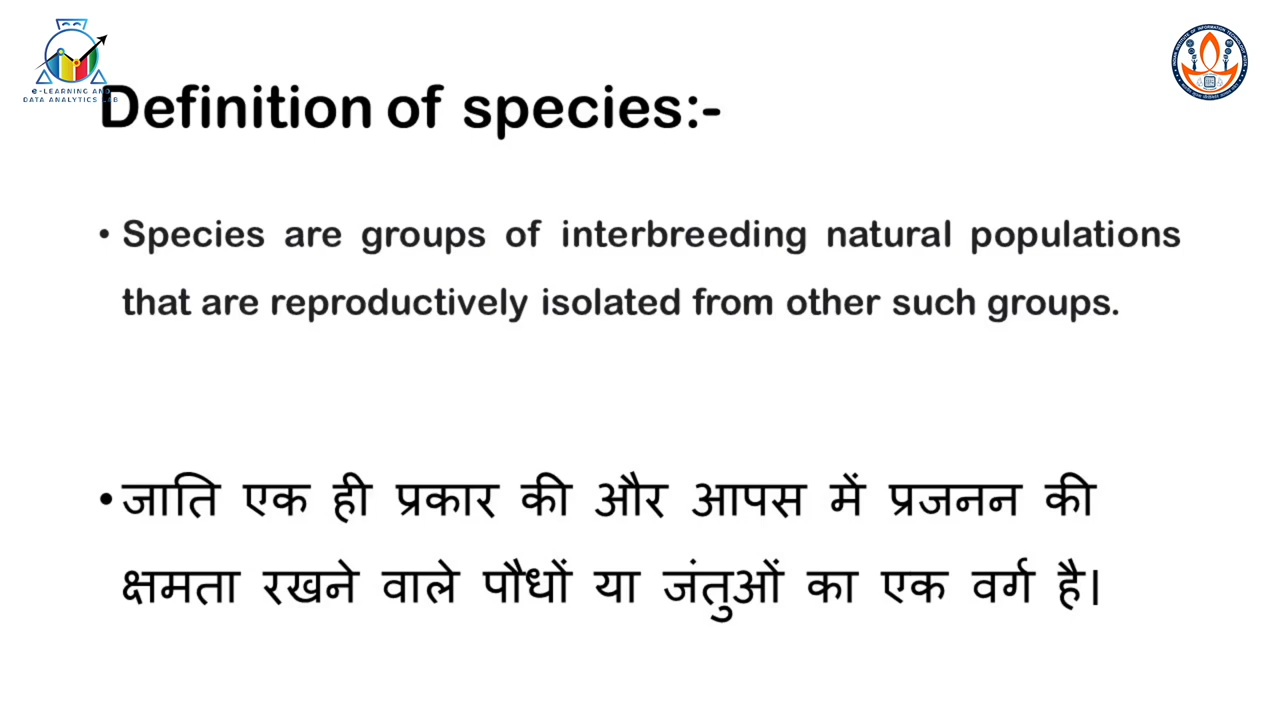 e-LEARNING AND
DATA ANALYTICS LAB
Definition of species:-
• Species are groups of interbreeding natural populations
that are reproductively isolated from other such groups.
• जाति एक ही प्रकार की और आपस में प्रजनन की
क्षमता रखने वाले पौधों या जंतुओं का एक वर्ग है।